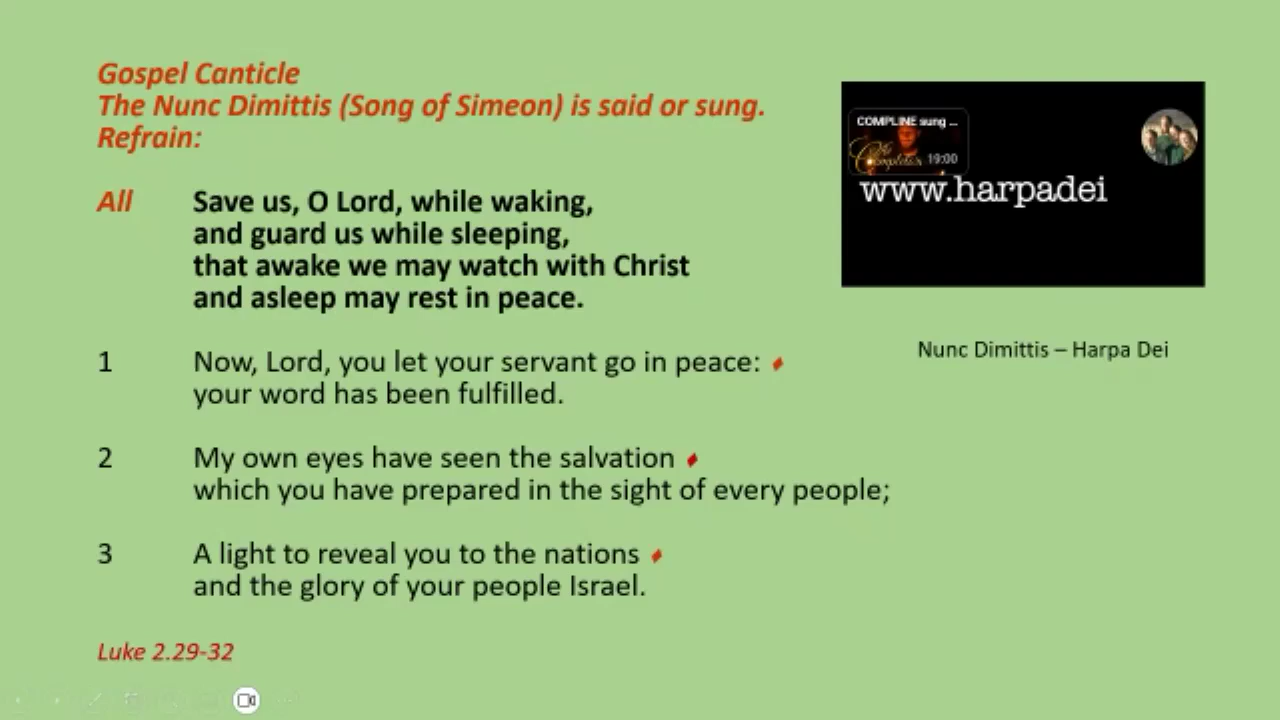 Gospel Canticle
The Nunc Dimittis (Song of Simeon) is said or sung.
Refrain:
All Save us, O Lord, while waking,
and guard us while sleeping,
that awake we may watch with Christ
and asleep may rest in peace.
1 Now, Lord, you let your servant go in peace: ♦
your word has been fulfilled.
2 My own eyes have seen the salvation ♦
which you have prepared in the sight of every people;
3 A light to reveal you to the nations ♦
and the glory of your people Israel.
Luke 2.29-32
COMPLINE sung ...
19:00
www.harpadei
Nunc Dimittis – Harpa Dei